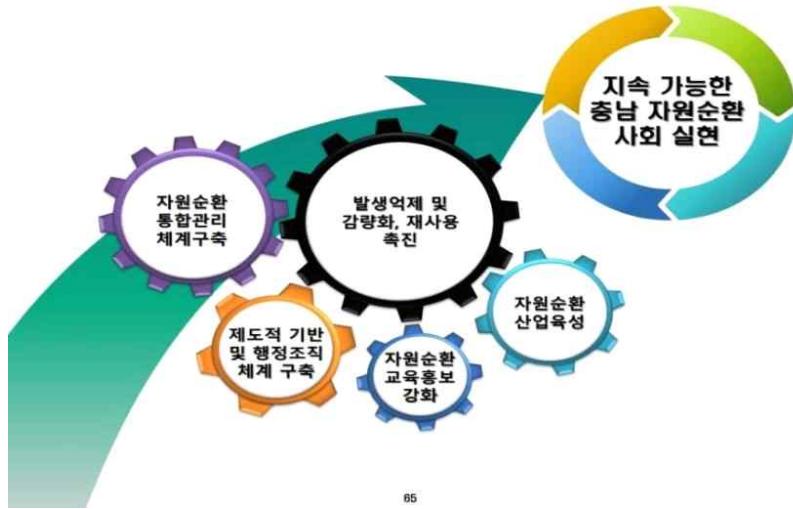 지속 가능한
충남 자원순환
사회 실현
자원순환
통합관리
체계구축
발생억제 및
감량화, 재사용
촉진
제도적 기반
및 행정조직
체계 구축
자원순환
교육홍보
강화
자원순환
산업육성
65